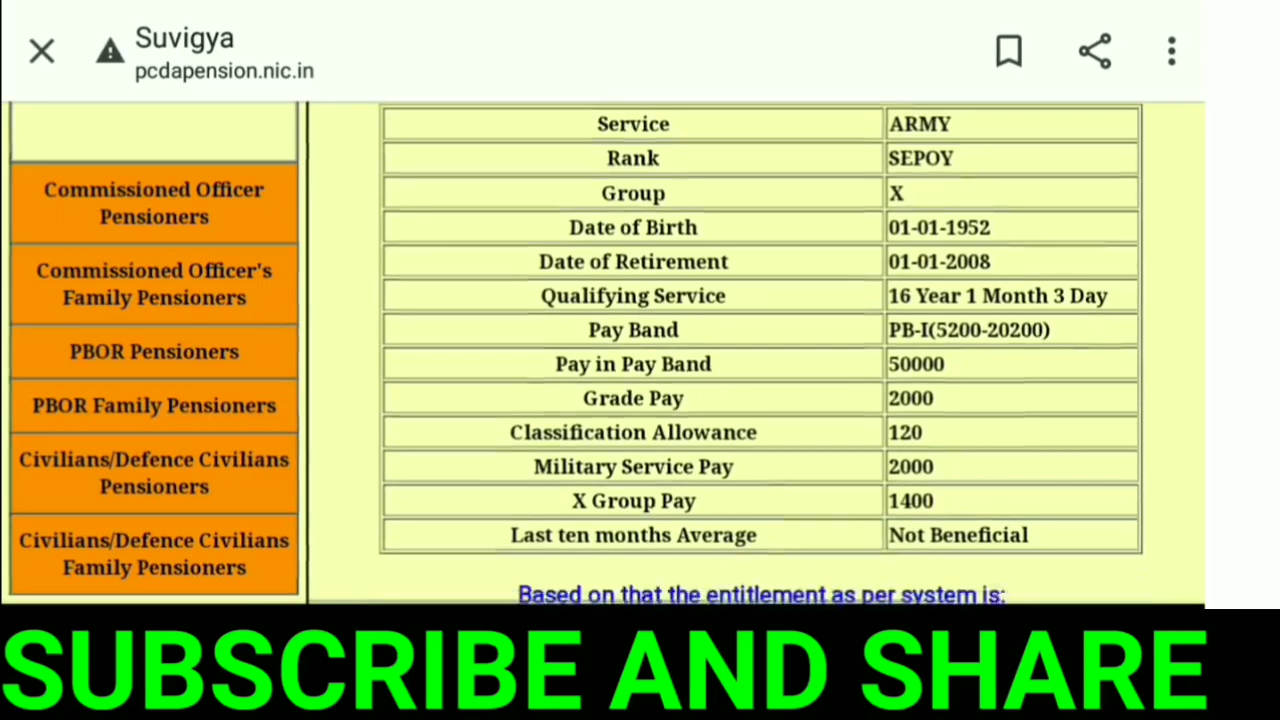 Suvigya
pcdapension.nic.in
Commissioned Officer
Pensioners
Commissioned Officer's
Family Pensioners
PBOR Pensioners
PBOR Family Pensioners
Civilians/Defence Civilians
Pensioners
Civilians/Defence Civilians
Family Pensioners
Service ARMY
Rank SEPOY
Group X
Date of Birth 01-01-1952
Date of Retirement 01-01-2008
Qualifying Service 16 Year 1 Month 3 Day
Pay Band PB-I(5200-20200)
Pay in Pay Band 50000
Grade Pay 2000
Classification Allowance 120
Military Service Pay 2000
X Group Pay 1400
Last ten months Average Not Beneficial
Based on that the entitlement as per system is:
SUBSCRIBE AND SHARE